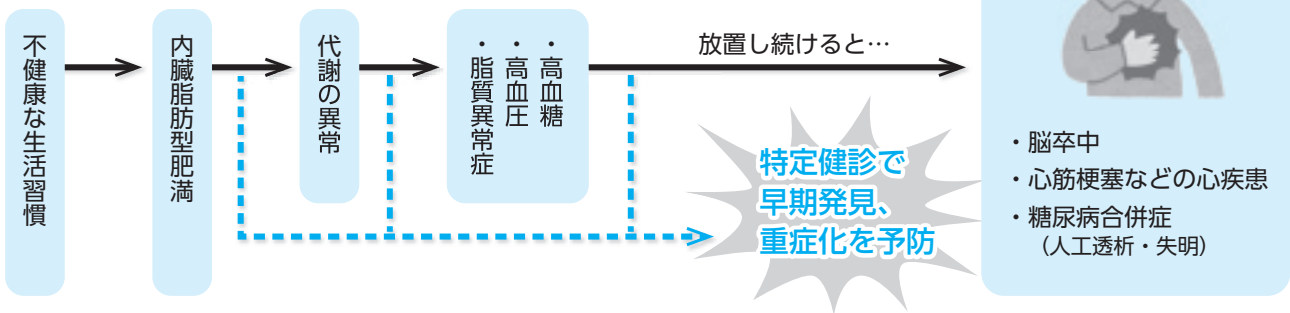 不健康な生活習慣
内臓脂肪型肥満
代謝の異常
・高血糖
・高血圧
・脂質異常症
放置し続けると…
特定健診で
早期発見、
重症化を予防
・脳卒中
・心筋梗塞などの心疾患
・糖尿病合併症
（人工透析・失明）